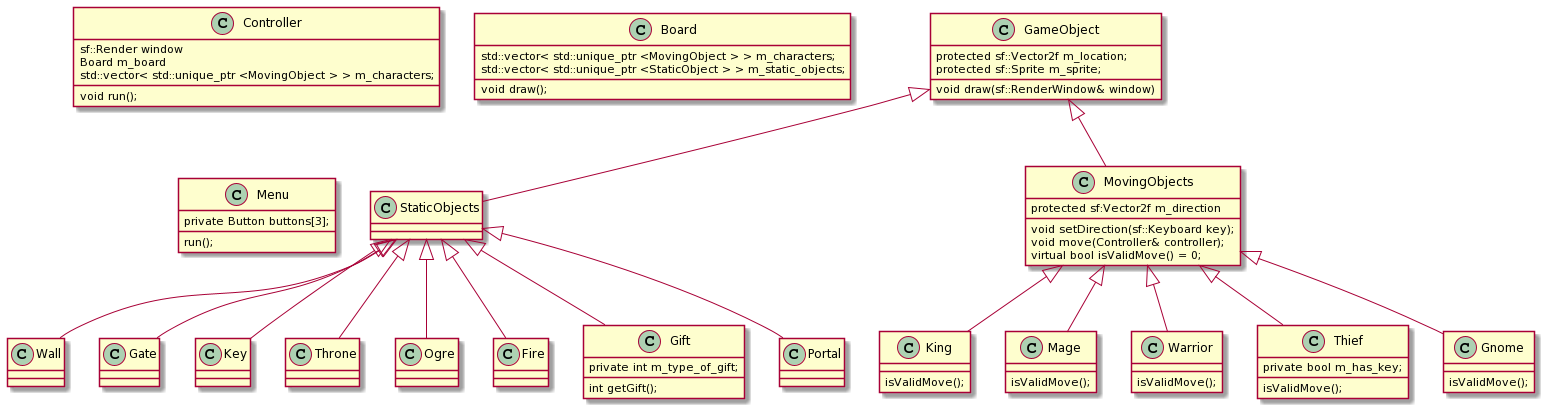 C Controller
sf::Render window
Board m_board
std::vector< std::unique_ptr <MovingObject > > m_characters;
void run();
C Board
std::vector< std::unique_ptr <MovingObject > > m_characters;
std::vector< std::unique_ptr <StaticObject > > m_static_objects;
void draw();
C GameObject
protected sf::Vector2f m_location;
protected sf::Sprite m_sprite;
void draw(sf::RenderWindow& window)
C Menu
private Button buttons[3];
run();
C StaticObjects
C MovingObjects
protected sf:Vector2f m_direction
void setDirection(sf::Keyboard key);
void move(Controller& controller);
virtual bool isValidMove() = 0;
C Wall
C Gate
C Key
C Throne
C Ogre
C Fire
C Gift
private int m_type_of_gift;
int getGift();
C Portal
C King
isValidMove();
C Mage
isValidMove();
C Warrior
isValidMove();
C Thief
private bool m_has_key;
isValidMove();
C Gnome
isValidMove();